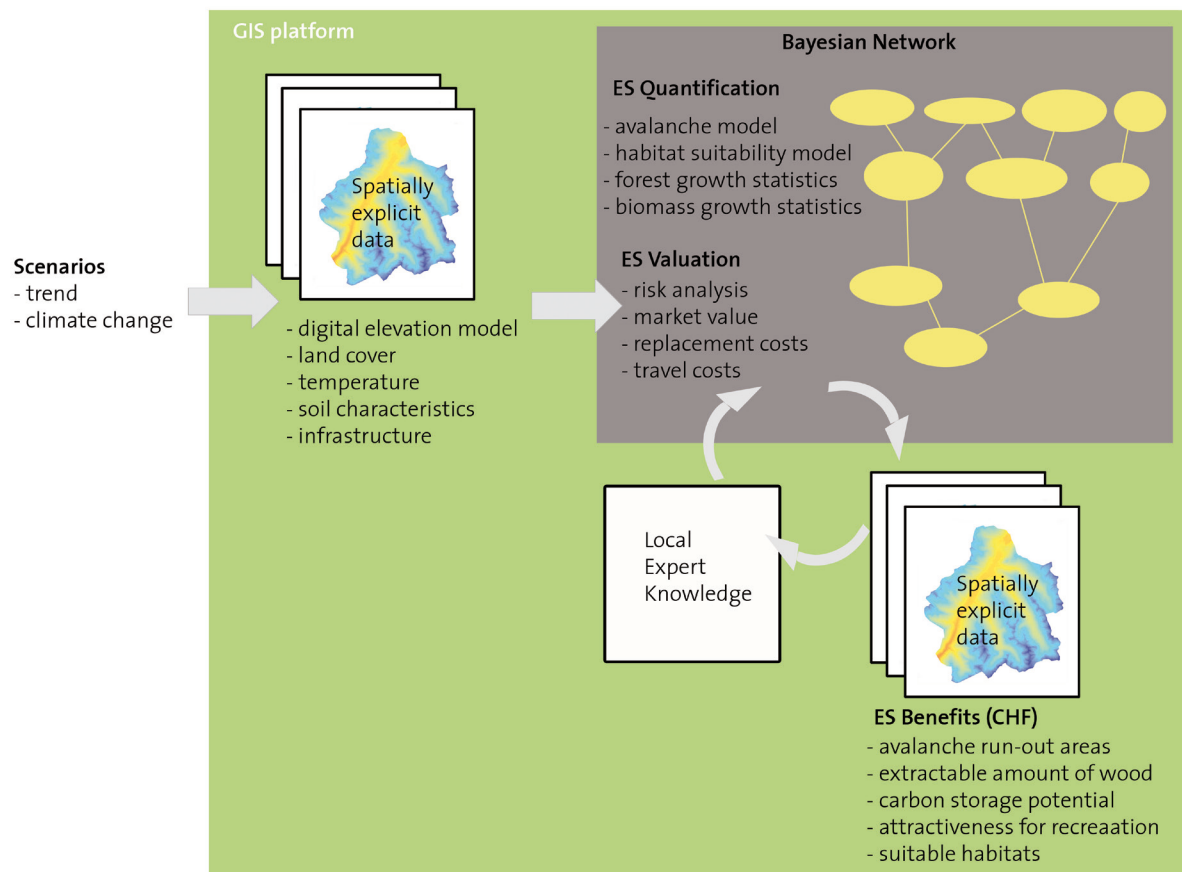 GIS platform
Bayesian Network
ES Quantification
- avalanche model
- habitat suitability model
- forest growth statistics
- biomass growth statistics
Spatially
explicit
data
Scenarios
- trend
- climate change
ES Valuation
- risk analysis
- market value
- replacement costs
- travel costs
- digital elevation model
- land cover
- temperature
- soil characteristics
- infrastructure
Local
Expert
Knowledge
Spatially
explicit
data
ES Benefits (CHF)
- avalanche run-out areas
- extractable amount of wood
- carbon storage potential
- attractiveness for recreaation
- suitable habitats